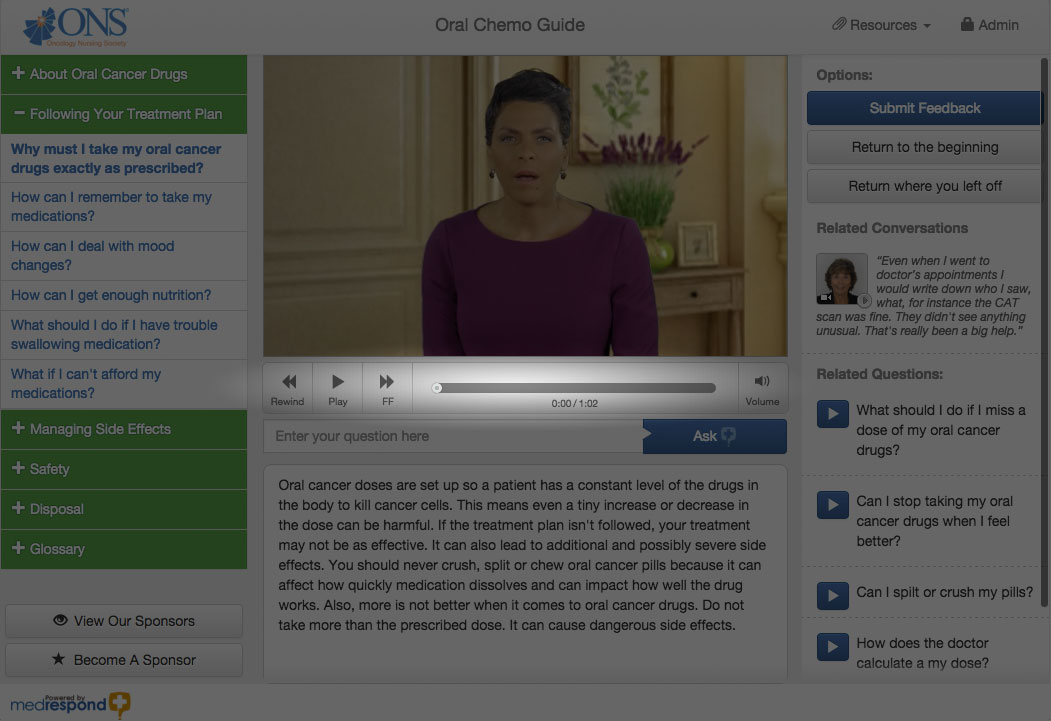 ONS
Oncology Nursing Society
Oral Chemo Guide
Resources
Admin
+ About Oral Cancer Drugs
− Following Your Treatment Plan
Why must I take my oral cancer
drugs exactly as prescribed?
How can I remember to take my
medications?
How can I deal with mood
changes?
How can I get enough nutrition?
What should I do if I have trouble
swallowing medication?
What if I can't afford my
medications?
+ Managing Side Effects
+ Safety
+ Disposal
+ Glossary
View Our Sponsors
Become A Sponsor
Rewind
Play
FF
0:00 / 1:02
Volume
Enter your question here
Ask
Oral cancer doses are set up so a patient has a constant level of the drugs in
the body to kill cancer cells. This means even a tiny increase or decrease in
the dose can be harmful. If the treatment plan isn't followed, your treatment
may not be as effective. It can also lead to additional and possibly severe side
effects. You should never crush, split or chew oral cancer pills because it can
affect how quickly medication dissolves and can impact how well the drug
works. Also, more is not better when it comes to oral cancer drugs. Do not
take more than the prescribed dose. It can cause dangerous side effects.
Options:
Submit Feedback
Return to the beginning
Return where you left off
Related Conversations
“Even when I went to
doctor's appointments I
would write down who I saw,
what, for instance the CAT
scan was fine. They didn't see anything
unusual. That's really been a big help.”
Related Questions:
What should I do if I miss a
dose of my oral cancer
drugs?
Can I stop taking my oral
cancer drugs when I feel
better?
Can I spilt or crush my pills?
How does the doctor
calculate a my dose?
Powered by
medrespond